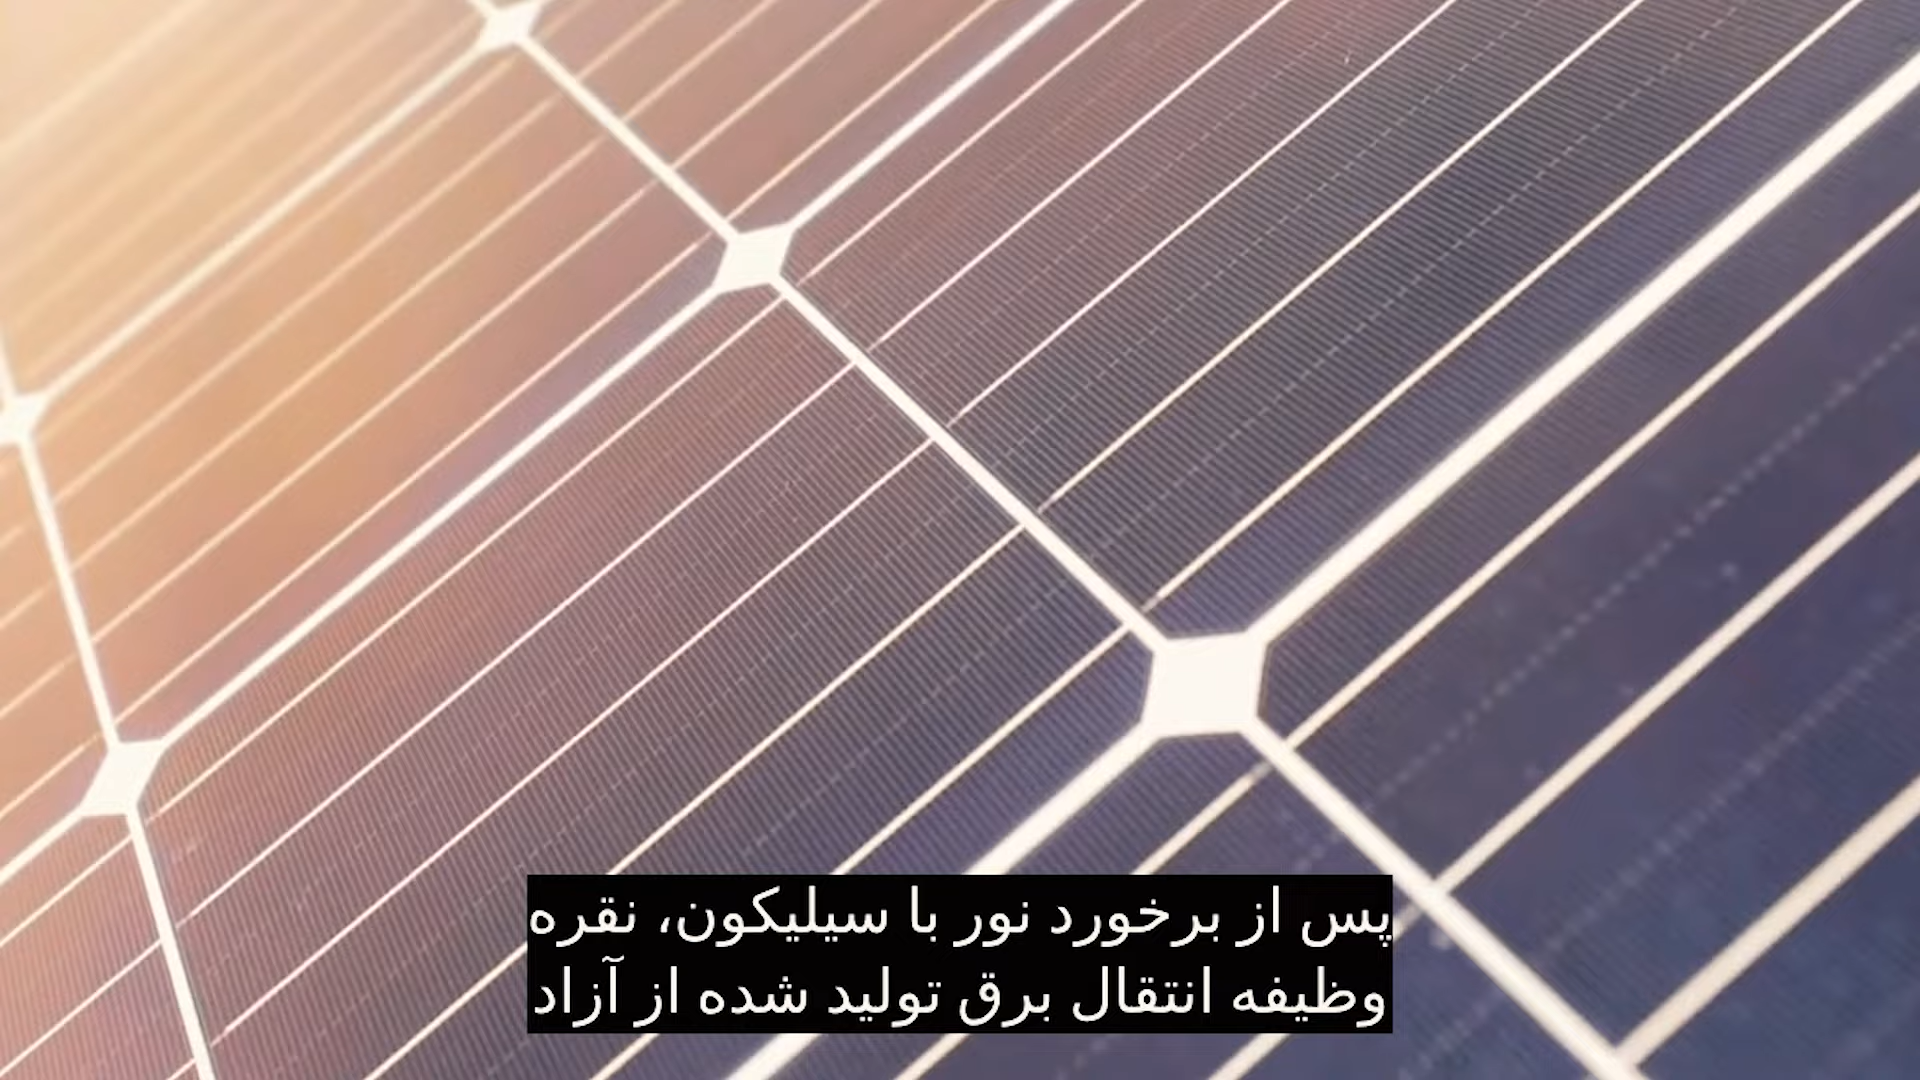 پس از برخورد نور با سیلیکون، نقره
وظیفه انتقال برق تولید شده از آزاد